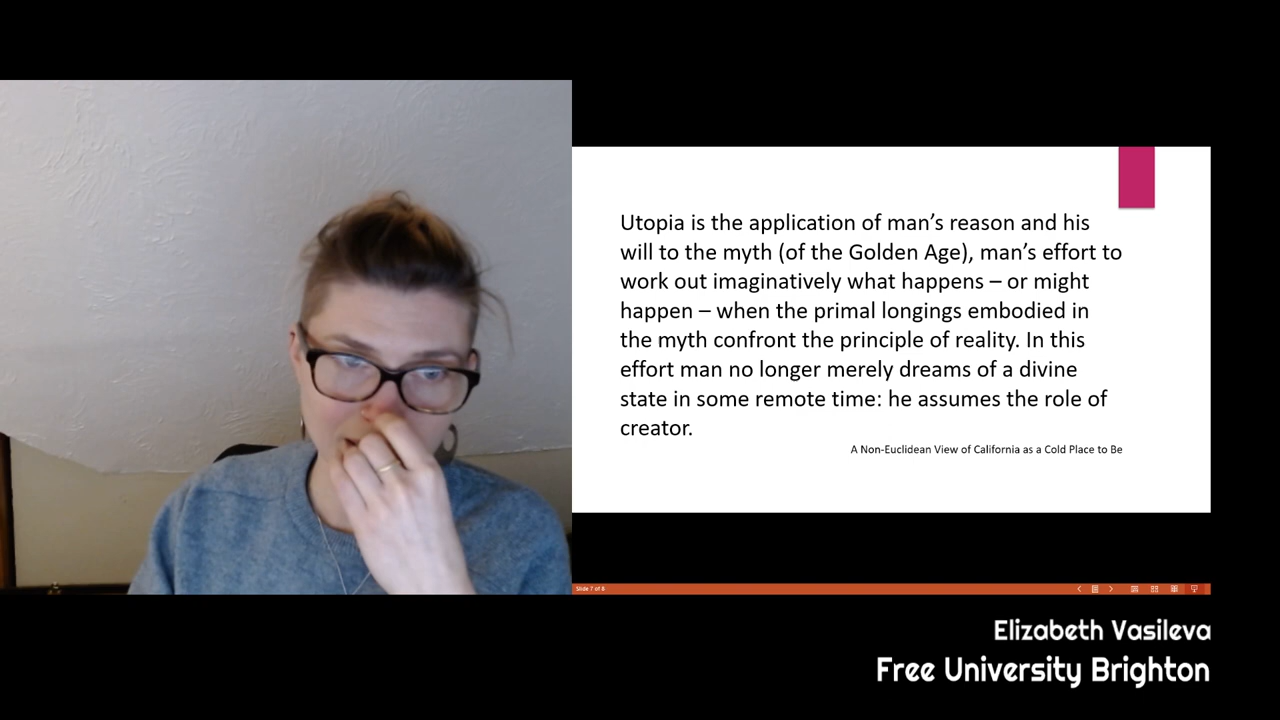 Utopia is the application of man’s reason and his
will to the myth (of the Golden Age), man’s effort to
work out imaginatively what happens – or might
happen – when the primal longings embodied in
the myth confront the principle of reality. In this
effort man no longer merely dreams of a divine
state in some remote time: he assumes the role of
creator.
A Non-Euclidean View of California as a Cold Place to Be
Slide 7 of 8
Elizabeth Vasileva
Free University Brighton